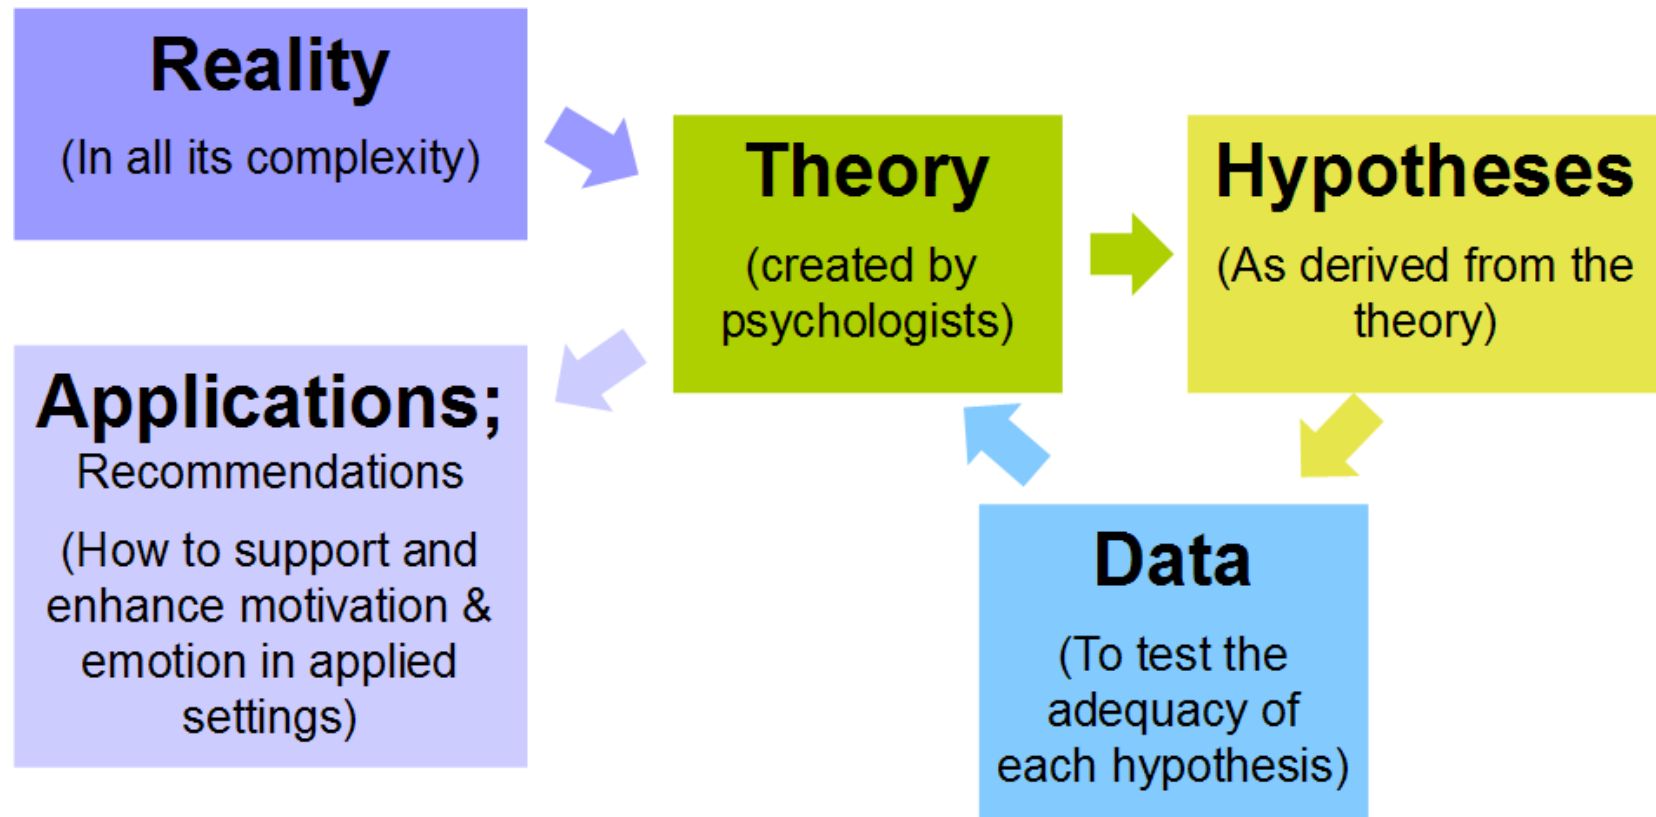 Reality
(In all its complexity)
Theory
(created by
psychologists)
Hypotheses
(As derived from the
theory)
Applications;
Recommendations
(How to support and
enhance motivation &
emotion in applied
settings)
Data
(To test the
adequacy of
each hypothesis)